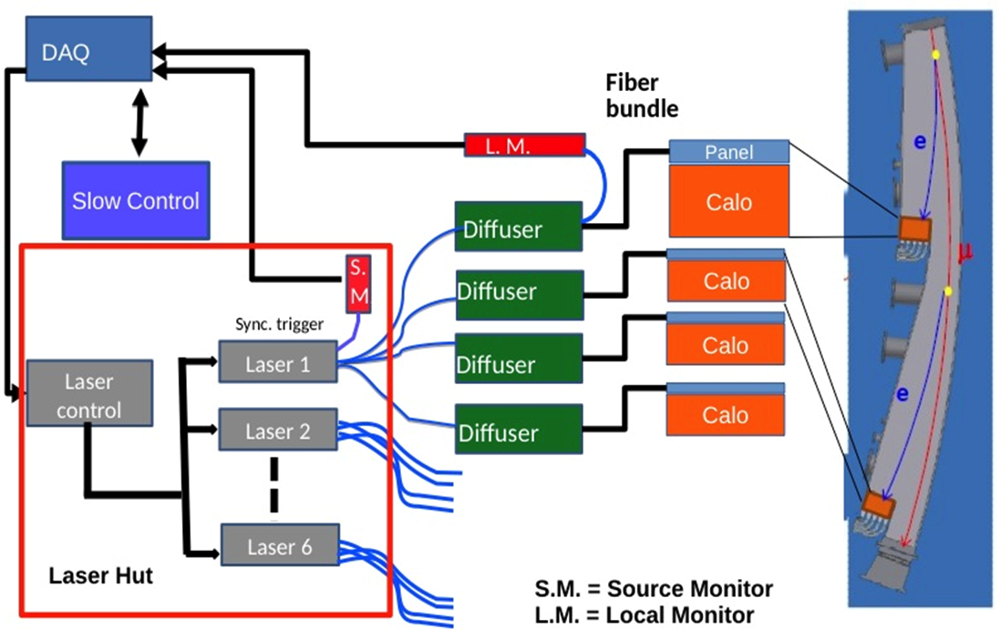 DAQ
Slow Control
Fiber
bundle
L. M.
Panel
Calo
Diffuser
Diffuser
Calo
Diffuser
Calo
Diffuser
Calo
S.
M
Sync. trigger
Laser 1
Laser
control
Laser 2
Laser 6
Laser Hut
e
μ
e
S.M. = Source Monitor
L.M. = Local Monitor